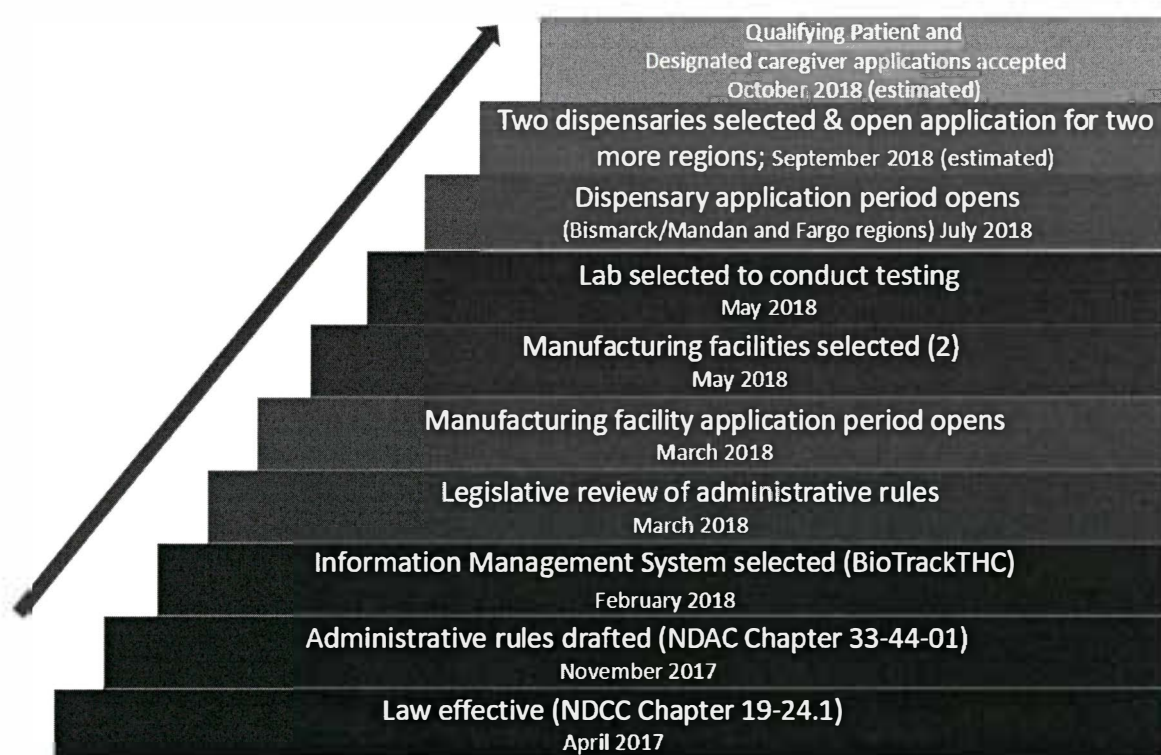 Qualifying Patient and
Designated caregiver applications accepted
October 2018 (estimated)
Two dispensaries selected & open application for two
more regions; September 2018 (estimated)
Dispensary application period opens
(Bismarck/Mandan and Fargo regions) July 2018
Lab selected to conduct testing
May 2018
Manufacturing facilities selected (2)
May 2018
Manufacturing facility application period opens
March 2018
Legislative review of administrative rules
March 2018
Information Management System selected (BioTrackTHC)
February 2018
Administrative rules drafted (NDAC Chapter 33-44-01)
November 2017
Law effective (NDCC Chapter 19-24.1)
April 2017